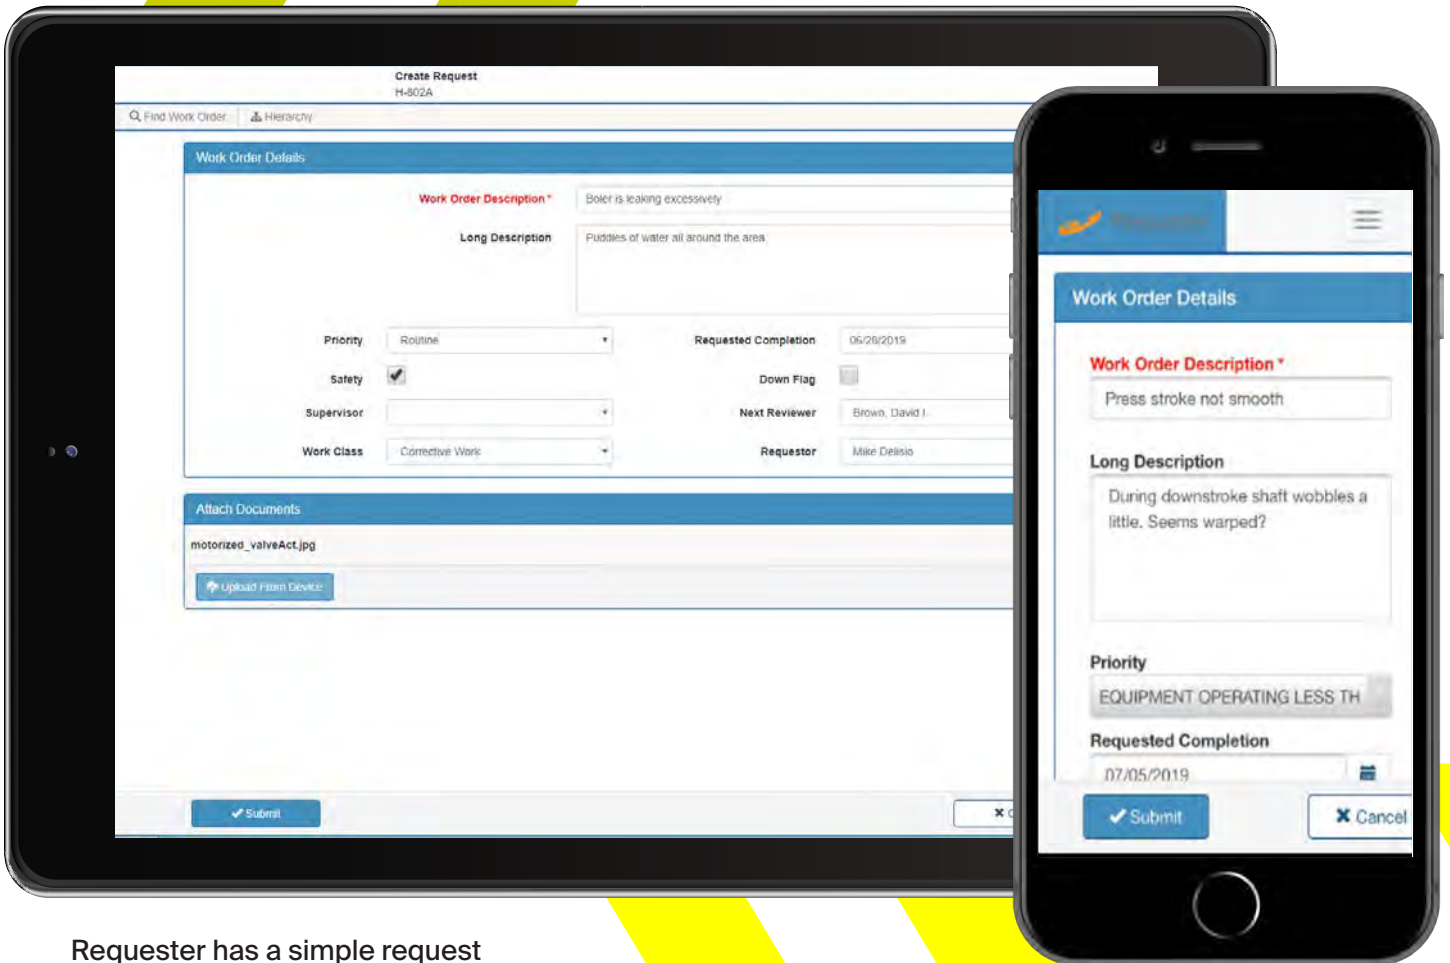 Create Request
H-802A
Find Work Order
Hierarchy
Work Order Details
Work Order Description *
Boler is leaking excessively
Long Description
Puddles of water all around the area
Priority
Routine
Requested Completion
06/28/2019
Safety
Down Flag
Supervisor
Next Reviewer
Brown, David I.
Work Class
Corrective Work
Requestor
Mike Delisio
Attach Documents
motorized_valveAct.jpg
Upload From Device
Submit
Requester
Work Order Details
Work Order Description *
Press stroke not smooth
Long Description
During downstroke shaft wobbles a
little. Seems warped?
Priority
EQUIPMENT OPERATING LESS TH
Requested Completion
07/05/2019
Submit
Cancel
Requester has a simple request